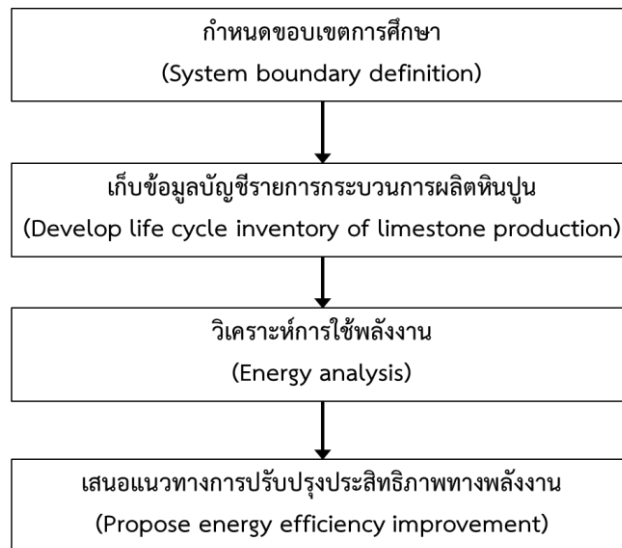 กำหนดขอบเขตการศึกษา
(System boundary definition)
เก็บข้อมูลบัญชีรายการกระบวนการผลิตหินปูน
(Develop life cycle inventory of limestone production)
วิเคราะห์การใช้พลังงาน
(Energy analysis)
เสนอแนวทางการปรับปรุงประสิทธิภาพทางพลังงาน
(Propose energy efficiency improvement)